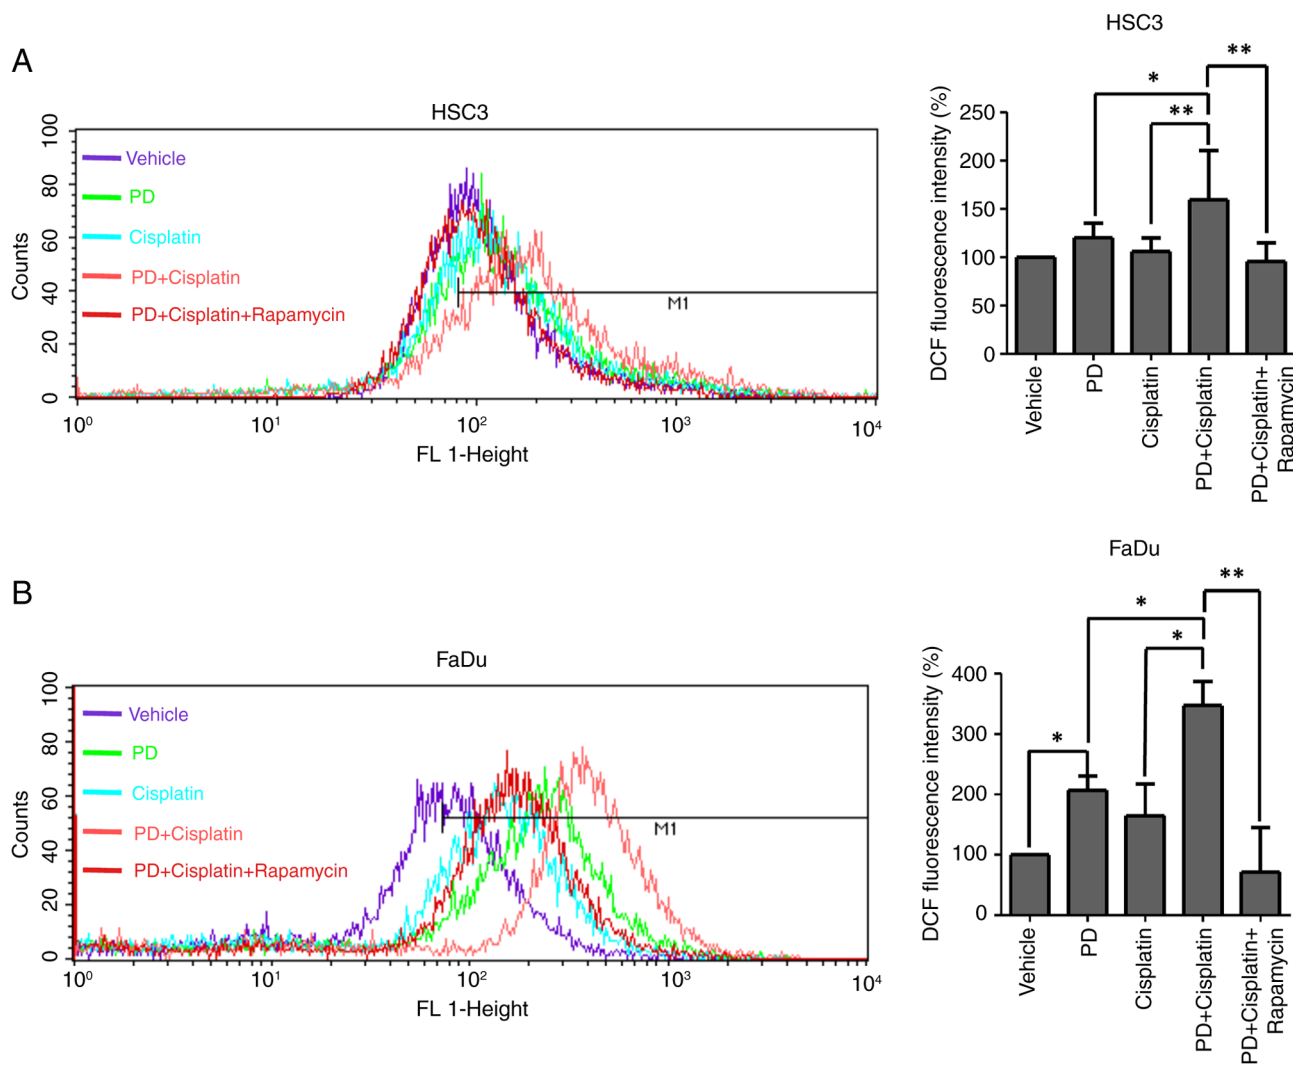 A
HSC3
100
80
60
40
20
0
Counts
Vehicle
PD
Cisplatin
PD+Cisplatin
PD+Cisplatin+Rapamycin
M1
10⁰ 10¹ 10² 10³ 10⁴
FL 1-Height
HSC3
**
*
**
DCF fluorescence intensity (%)
250
200
150
100
50
0
Vehicle
PD
Cisplatin
PD+Cisplatin
PD+Cisplatin+
Rapamycin
B
FaDu
100
80
60
40
20
0
Counts
Vehicle
PD
Cisplatin
PD+Cisplatin
PD+Cisplatin+Rapamycin
M1
10⁰ 10¹ 10² 10³ 10⁴
FL 1-Height
FaDu
**
*
*
*
DCF fluorescence intensity (%)
400
300
200
100
0
Vehicle
PD
Cisplatin
PD+Cisplatin
PD+Cisplatin+
Rapamycin